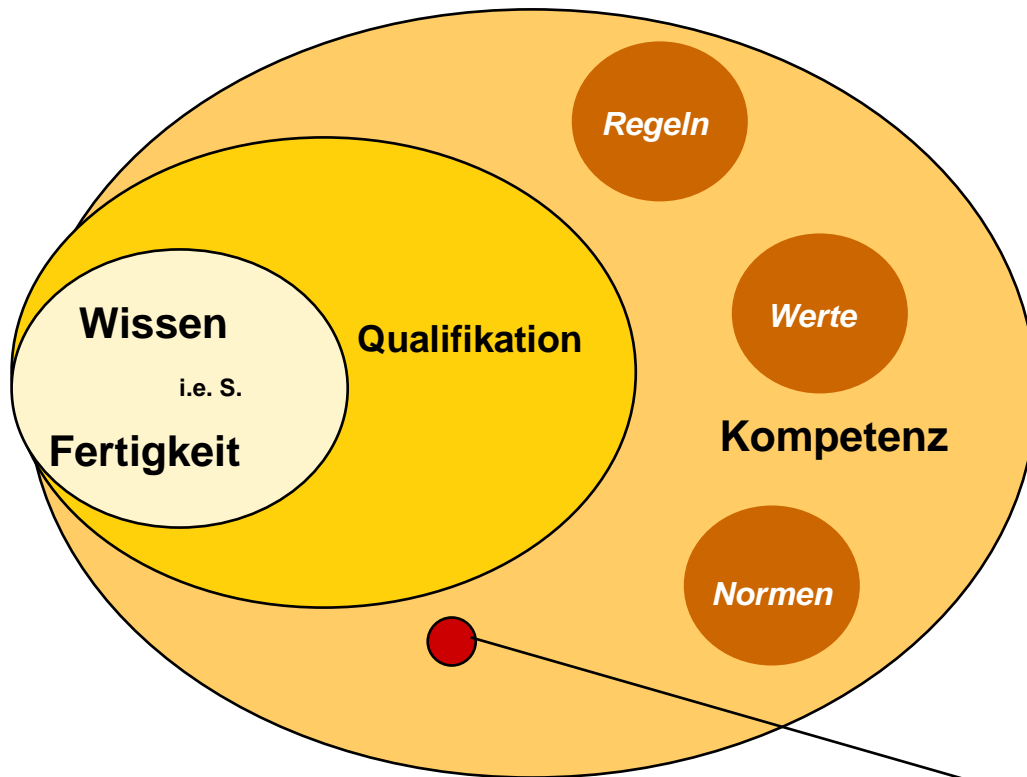 Regeln
Werte
Wissen
Qualifikation
i.e. S.
Kompetenz
Fertigkeit
Normen